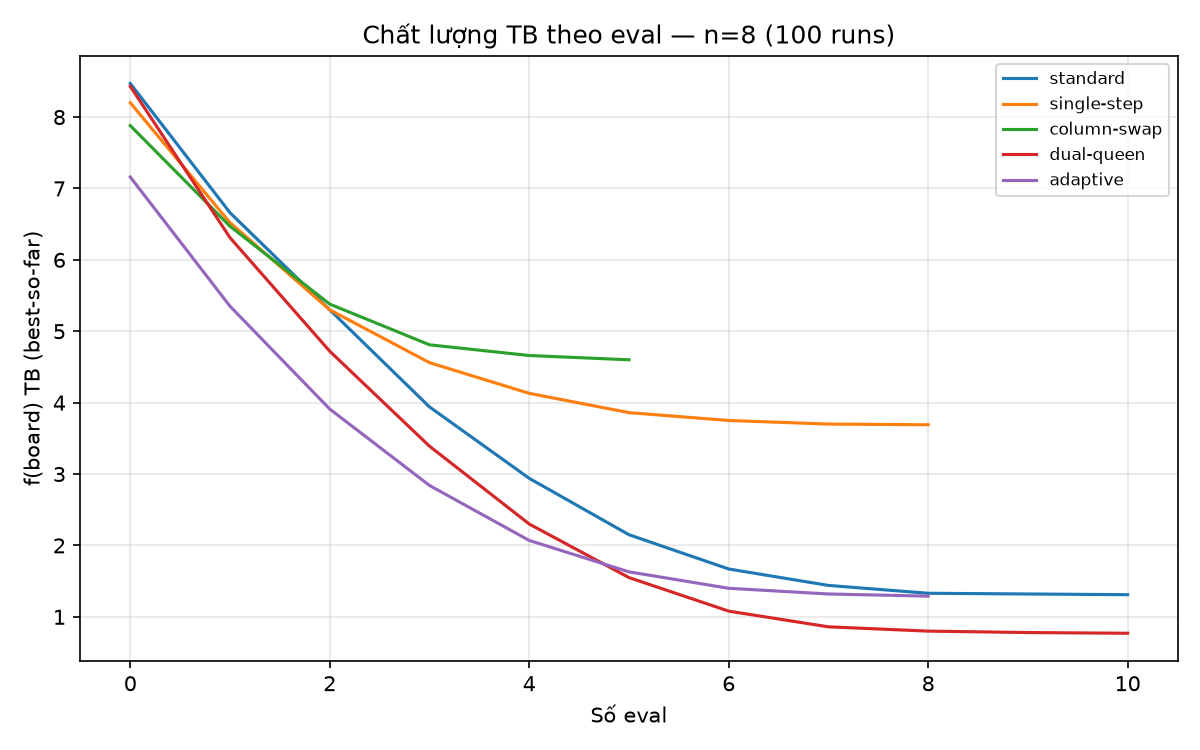 Chất lượng TB theo eval — n=8 (100 runs)
standard
single-step
column-swap
dual-queen
adaptive
f(board) TB (best-so-far)
8
7
6
5
4
3
2
1
0 2 4 6 8 10
Số eval